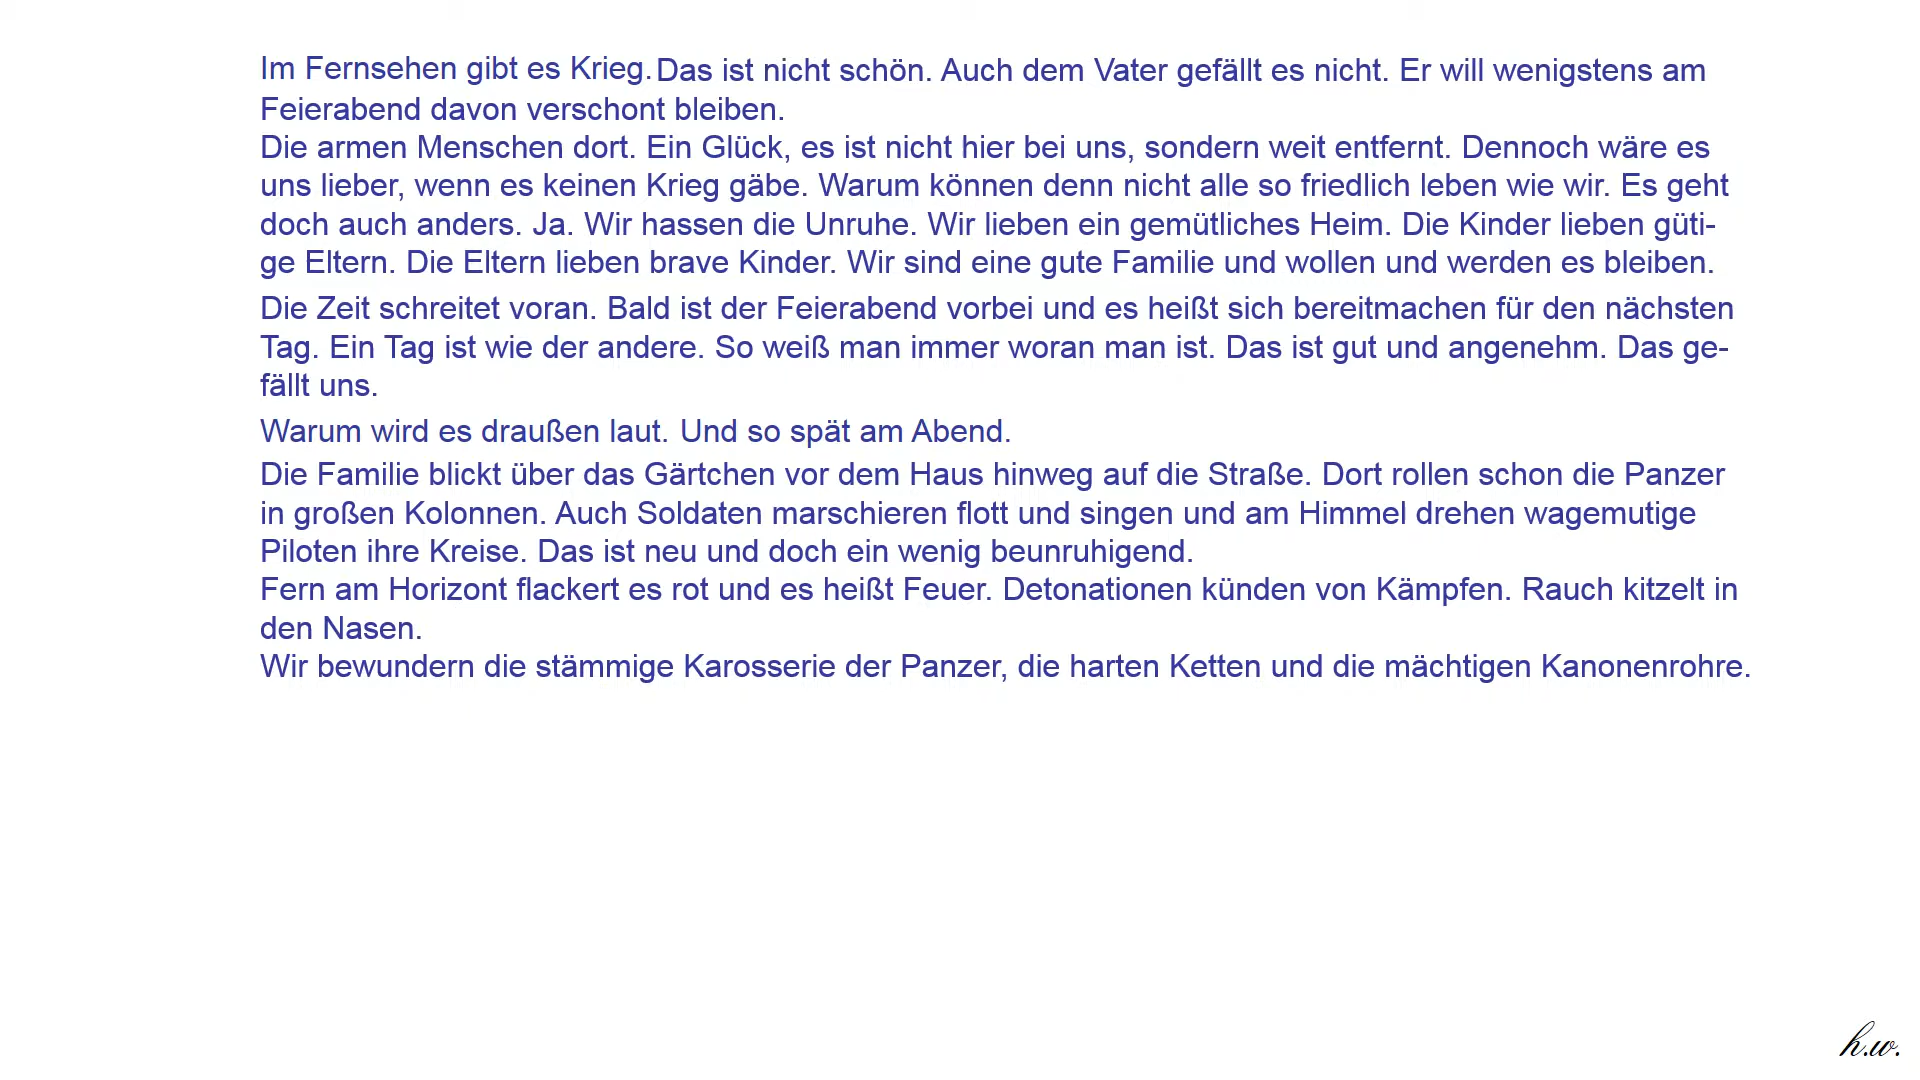 Im Fernsehen gibt es Krieg. Das ist nicht schön. Auch dem Vater gefällt es nicht. Er will wenigstens am
Feierabend davon verschont bleiben.
Die armen Menschen dort. Ein Glück, es ist nicht hier bei uns, sondern weit entfernt. Dennoch wäre es
uns lieber, wenn es keinen Krieg gäbe. Warum können denn nicht alle so friedlich leben wie wir. Es geht
doch auch anders. Ja. Wir hassen die Unruhe. Wir lieben ein gemütliches Heim. Die Kinder lieben güti-
ge Eltern. Die Eltern lieben brave Kinder. Wir sind eine gute Familie und wollen und werden es bleiben.
Die Zeit schreitet voran. Bald ist der Feierabend vorbei und es heißt sich bereitmachen für den nächsten
Tag. Ein Tag ist wie der andere. So weiß man immer woran man ist. Das ist gut und angenehm. Das ge-
fällt uns.
Warum wird es draußen laut. Und so spät am Abend.
Die Familie blickt über das Gärtchen vor dem Haus hinweg auf die Straße. Dort rollen schon die Panzer
in großen Kolonnen. Auch Soldaten marschieren flott und singen und am Himmel drehen wagemutige
Piloten ihre Kreise. Das ist neu und doch ein wenig beunruhigend.
Fern am Horizont flackert es rot und es heißt Feuer. Detonationen künden von Kämpfen. Rauch kitzelt in
den Nasen.
Wir bewundern die stämmige Karosserie der Panzer, die harten Ketten und die mächtigen Kanonenrohre.
h.w.